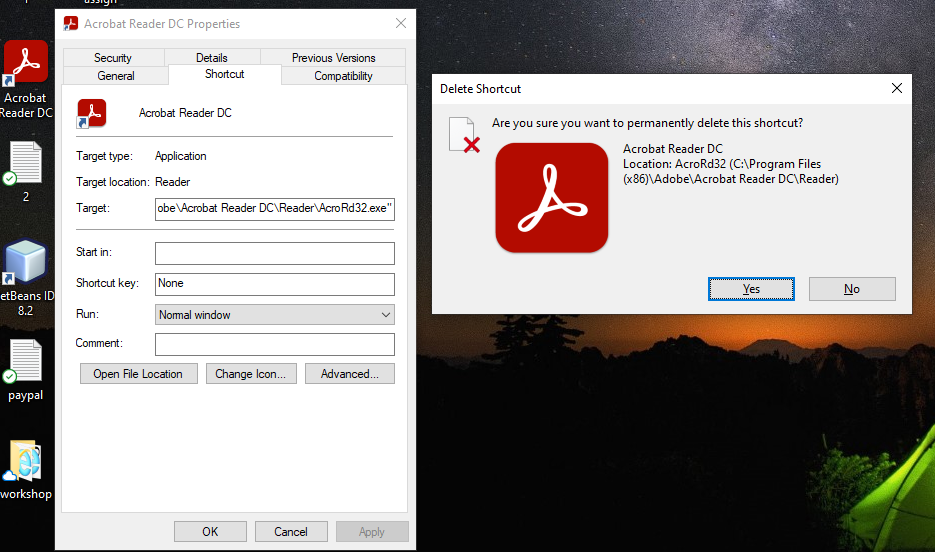 assign
Acrobat
Reader DC
2
etBeans ID
8.2
paypal
workshop
Acrobat Reader DC Properties
Security
Details
Previous Versions
General
Shortcut
Compatibility
Acrobat Reader DC
Target type: Application
Target location: Reader
Target: obe\Acrobat Reader DC\Reader\AcroRd32.exe"
Start in:
Shortcut key: None
Run: Normal window
Comment:
Open File Location
Change Icon...
Advanced...
OK
Cancel
Apply
Delete Shortcut
Are you sure you want to permanently delete this shortcut?
Acrobat Reader DC
Location: AcroRd32 (C:\Program Files
(x86)\Adobe\Acrobat Reader DC\Reader)
Yes
No